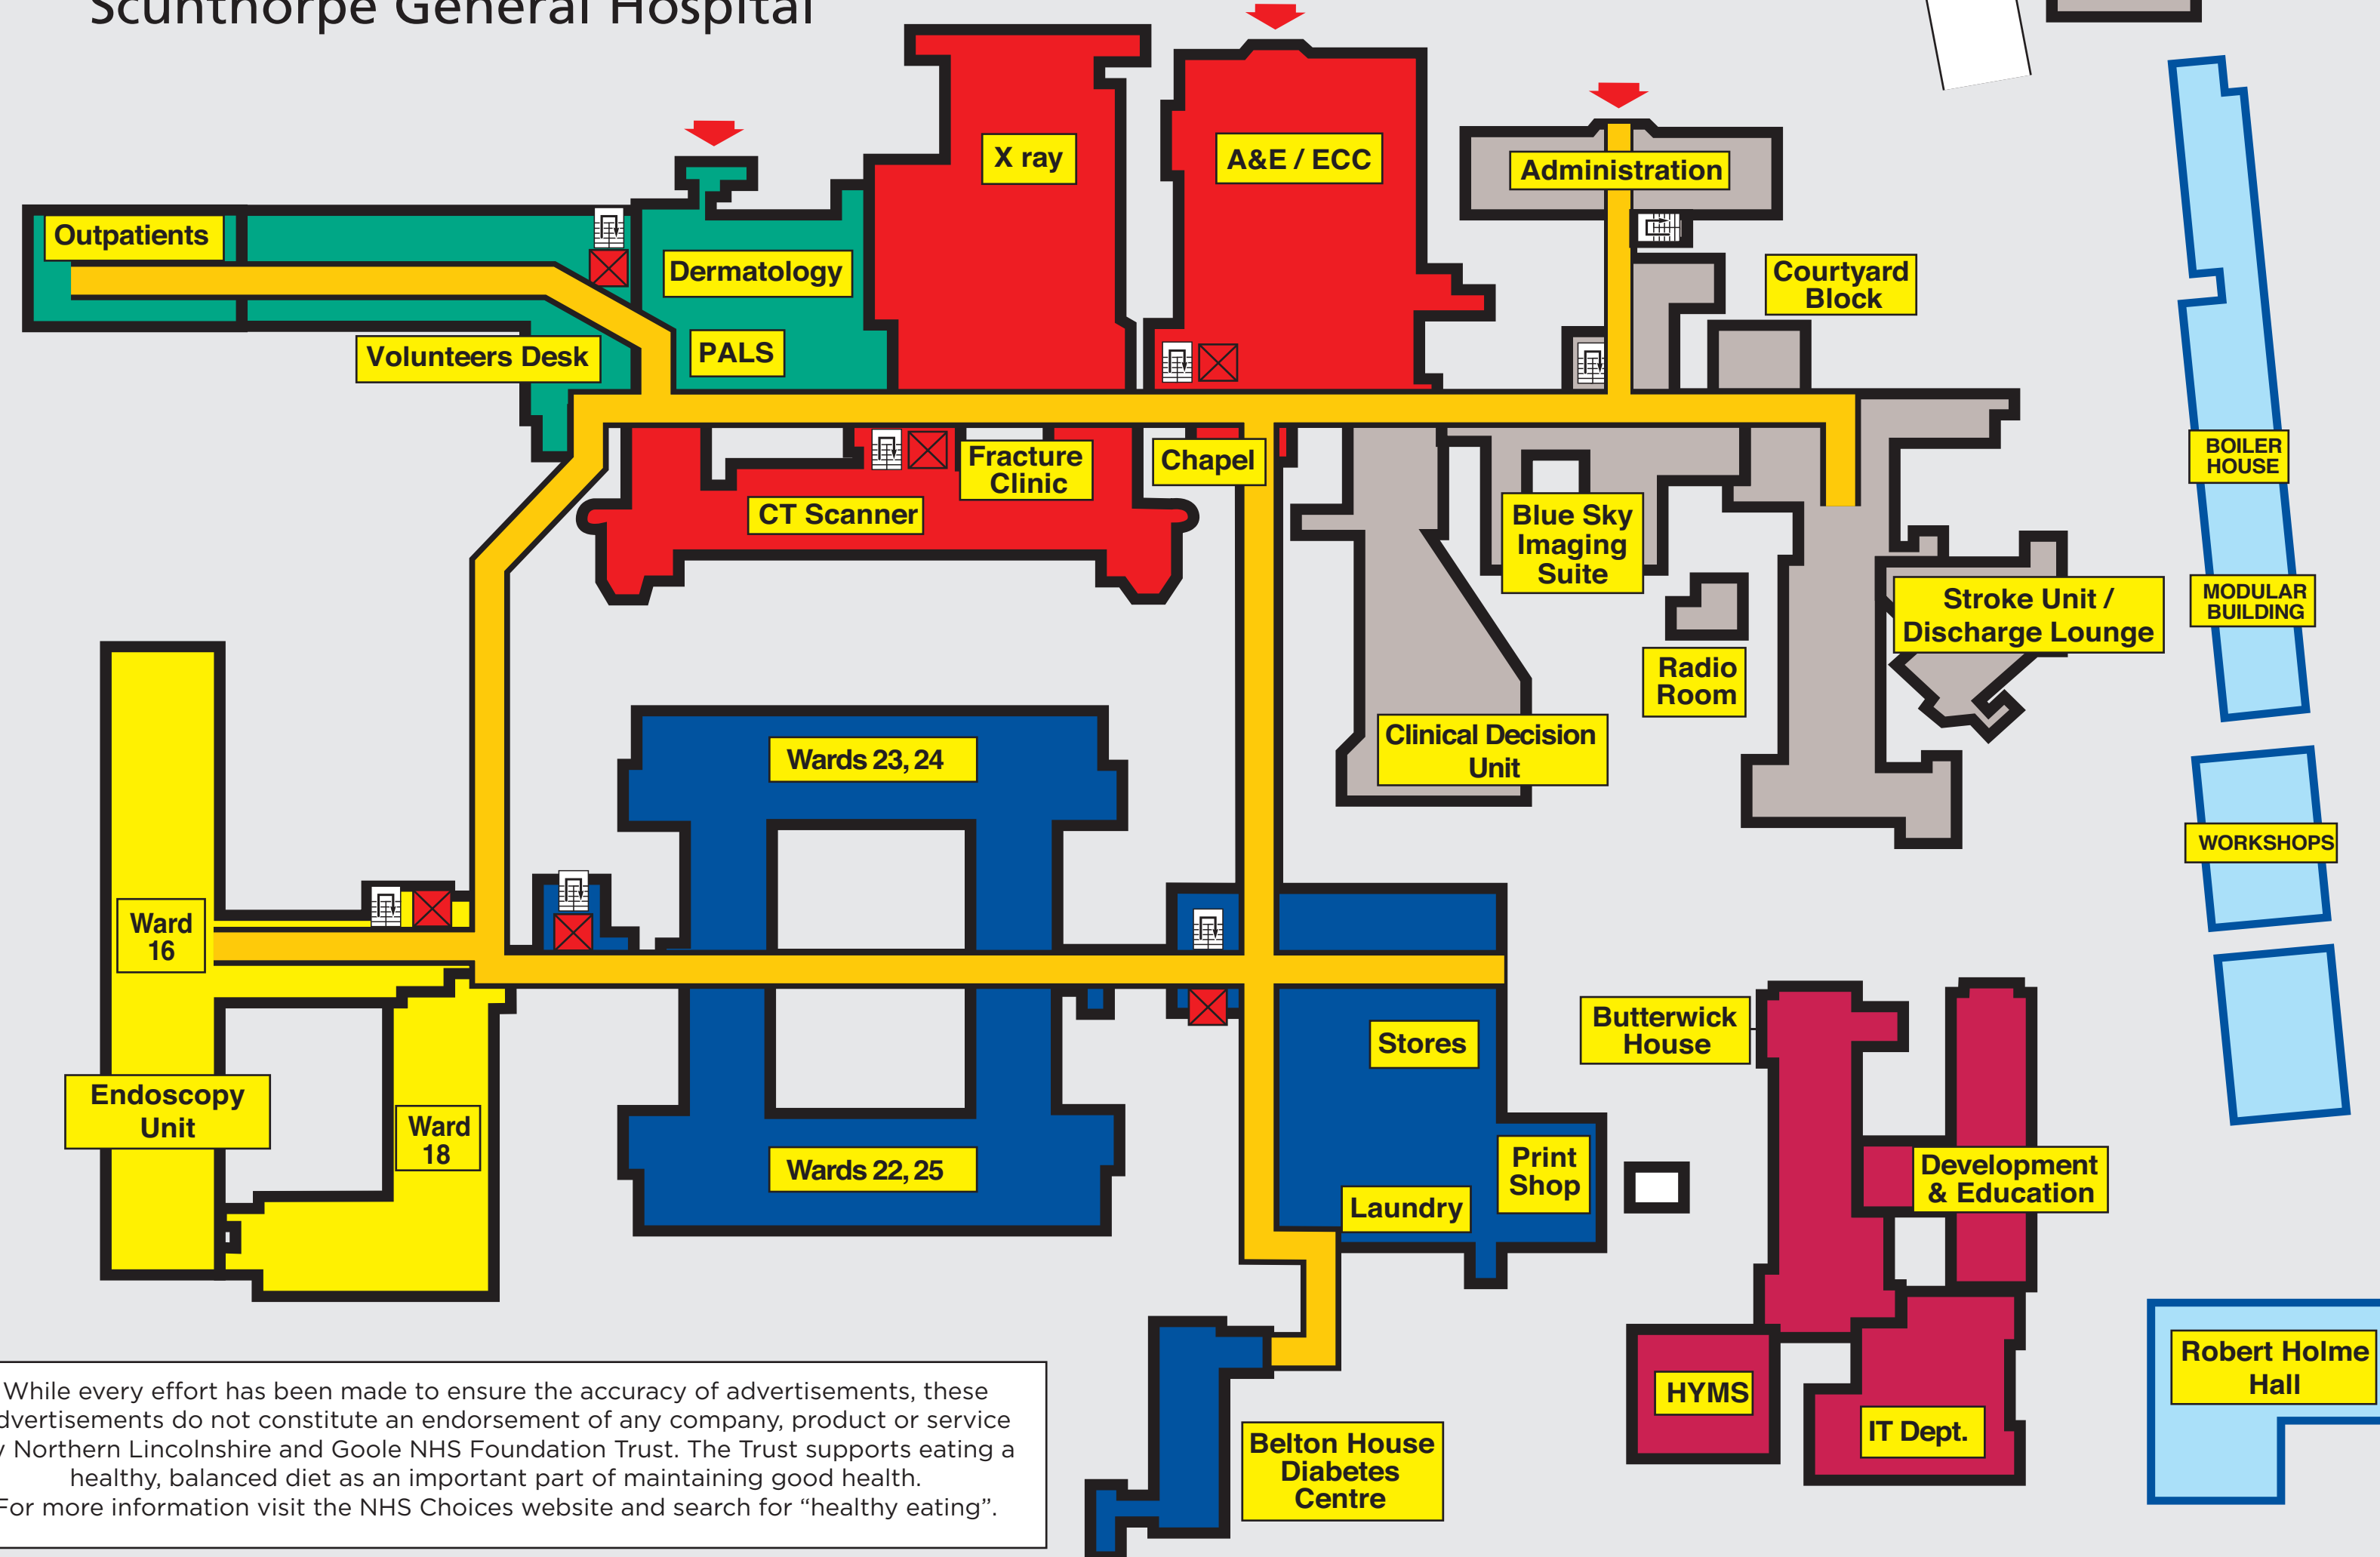 Scunthorpe General Hospital
X ray
A&E / ECC
Administration
Outpatients
Dermatology
Courtyard
Block
Volunteers Desk
PALS
Fracture
Clinic
Chapel
CT Scanner
BOILER
HOUSE
Blue Sky
Imaging
Suite
MODULAR
BUILDING
Stroke Unit /
Discharge Lounge
Radio
Room
Clinical Decision
Unit
Wards 23, 24
WORKSHOPS
Ward
16
Butterwick
House
Stores
Endoscopy
Unit
Ward
18
Wards 22, 25
Print
Shop
Development
& Education
Laundry
Robert Holme
Hall
HYMS
IT Dept.
Belton House
Diabetes
Centre
While every effort has been made to ensure the accuracy of advertisements, these
advertisements do not constitute an endorsement of any company, product or service
Northern Lincolnshire and Goole NHS Foundation Trust. The Trust supports eating a
healthy, balanced diet as an important part of maintaining good health.
For more information visit the NHS Choices website and search for “healthy eating”.